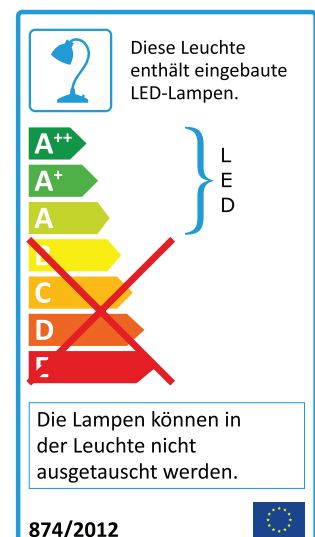 Diese Leuchte
enthält eingebaute
LED-Lampen.
A++
A+
A
B
C
D
E
L
E
D
Die Lampen können in
der Leuchte nicht
ausgetauscht werden.
874/2012